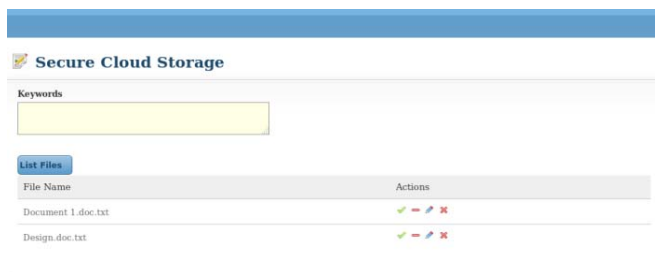 Secure Cloud Storage
Keywords
List Files
File Name Actions
Document 1.doc.txt
Design.doc.txt